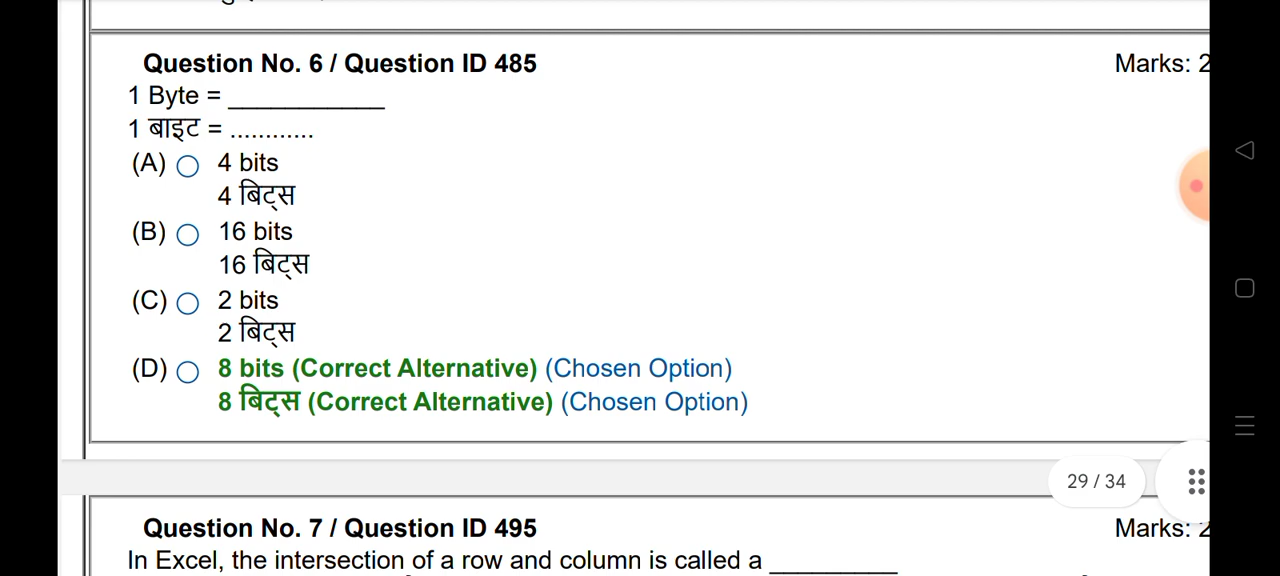 Question No. 6 / Question ID 485 Marks: 2
1 Byte = ___________
1 बाइट = ............
(A) 4 bits
4 बिट्स
(B) 16 bits
16 बिट्स
(C) 2 bits
2 बिट्स
(D) 8 bits (Correct Alternative) (Chosen Option)
8 बिट्स (Correct Alternative) (Chosen Option)
29 / 34
Question No. 7 / Question ID 495 Marks: 2
In Excel, the intersection of a row and column is called a _________